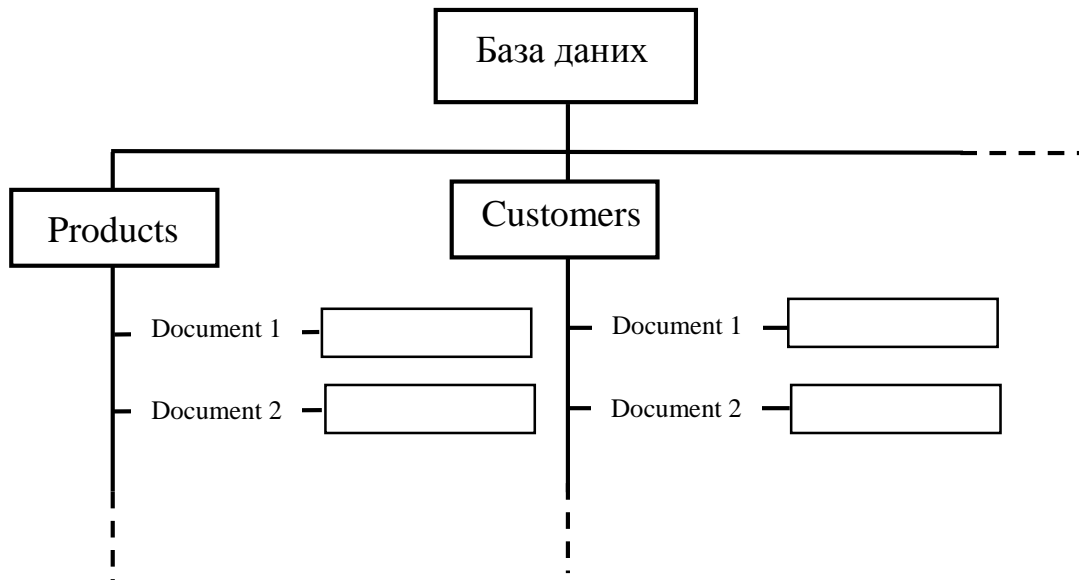 База даних
Products
Customers
Document 1
Document 1
Document 2
Document 2